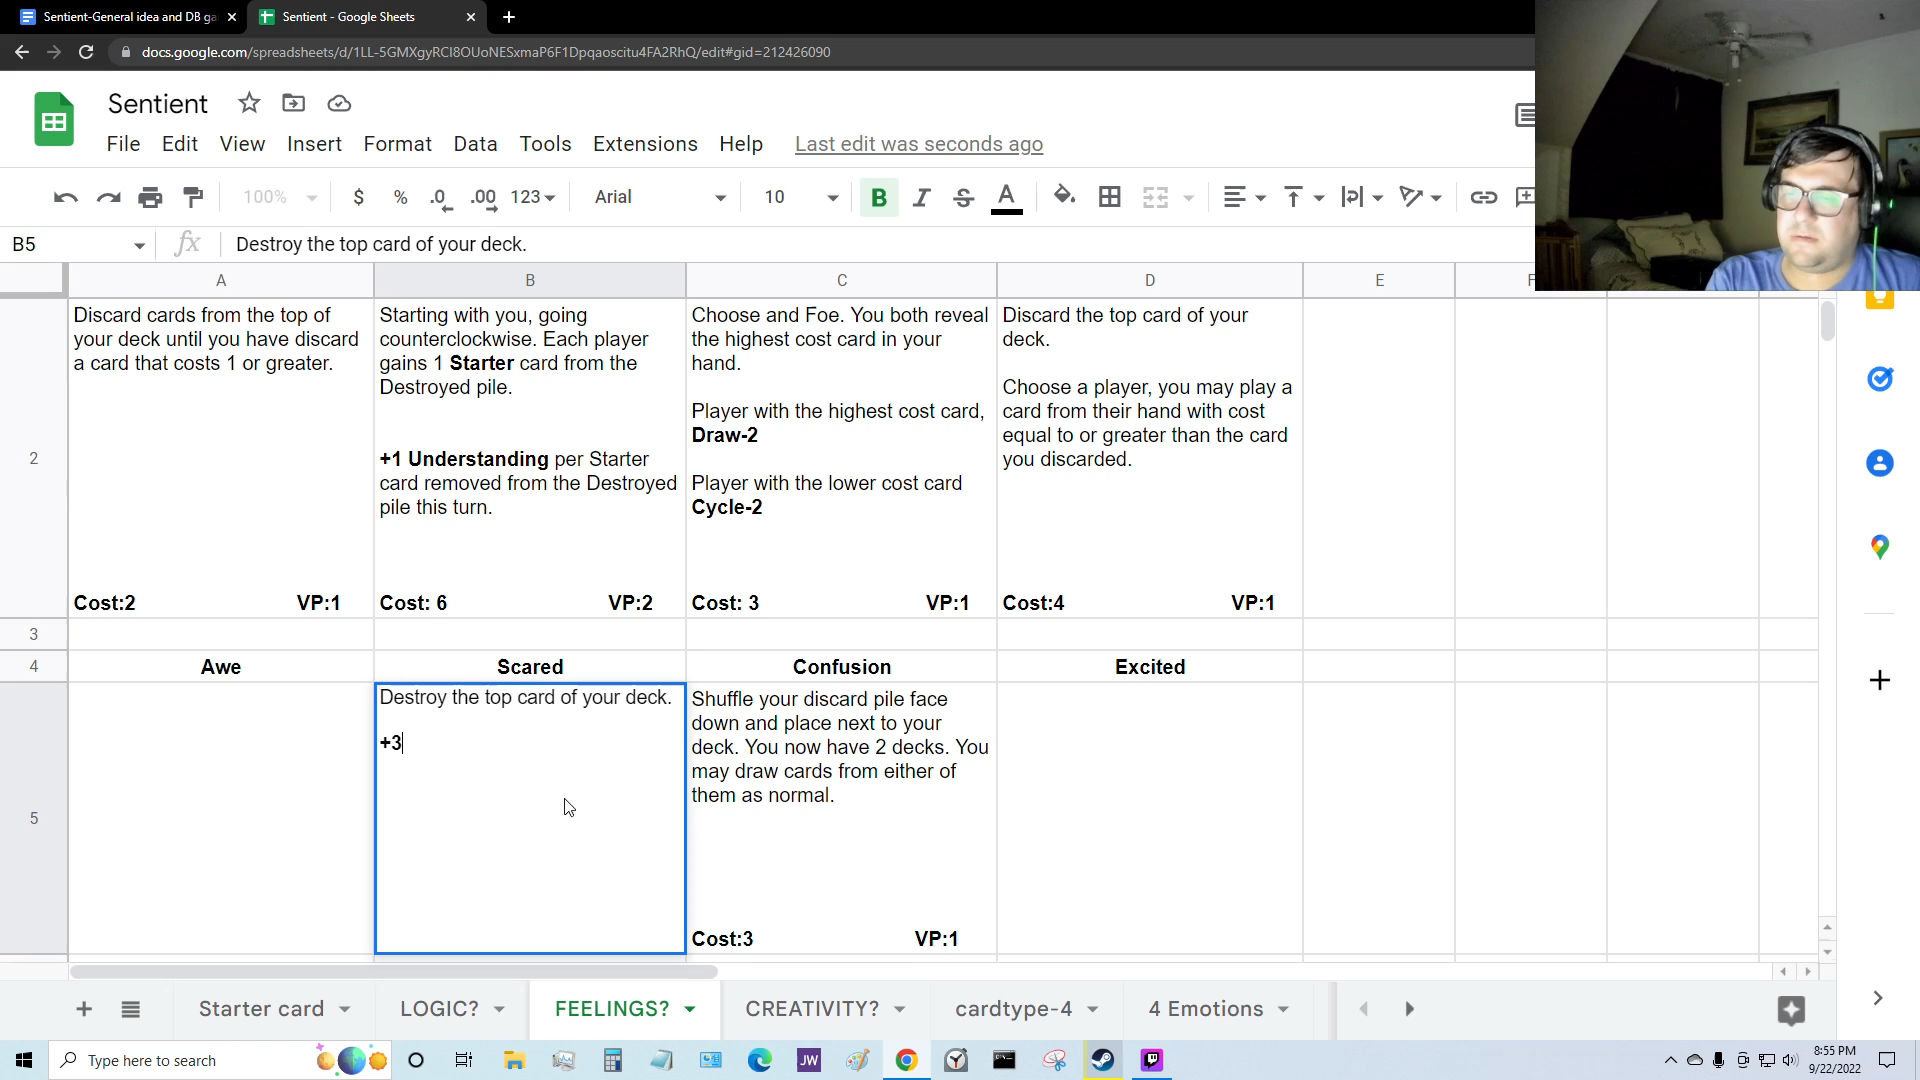 Sentient-General idea and DB ga
Sentient - Google Sheets
docs.google.com/spreadsheets/d/1LL-5GMXgyRCI8OUoNESxmaP6F1Dpqaoscitu4FA2RhQ/edit#gid=212426090
Sentient
File Edit View Insert Format Data Tools Extensions Help Last edit was seconds ago
100% $ % .0 .00 123 Arial 10 B I S A
B5 fx Destroy the top card of your deck.
A B C D E F
2
Discard cards from the top of
your deck until you have discard
a card that costs 1 or greater.
Cost:2 VP:1
Starting with you, going
counterclockwise. Each player
gains 1 Starter card from the
Destroyed pile.
+1 Understanding per Starter
card removed from the Destroyed
pile this turn.
Cost: 6 VP:2
Choose and Foe. You both reveal
the highest cost card in your
hand.
Player with the highest cost card,
Draw-2
Player with the lower cost card
Cycle-2
Cost: 3 VP:1
Discard the top card of your
deck.
Choose a player, you may play a
card from their hand with cost
equal to or greater than the card
you discarded.
Cost:4 VP:1
3
4 Awe Scared Confusion Excited
5
Destroy the top card of your deck.
+3
Shuffle your discard pile face
down and place next to your
deck. You now have 2 decks. You
may draw cards from either of
them as normal.
Cost:3 VP:1
Starter card LOGIC? FEELINGS? CREATIVITY? cardtype-4 4 Emotions
Type here to search
JW
8:55 PM
9/22/2022